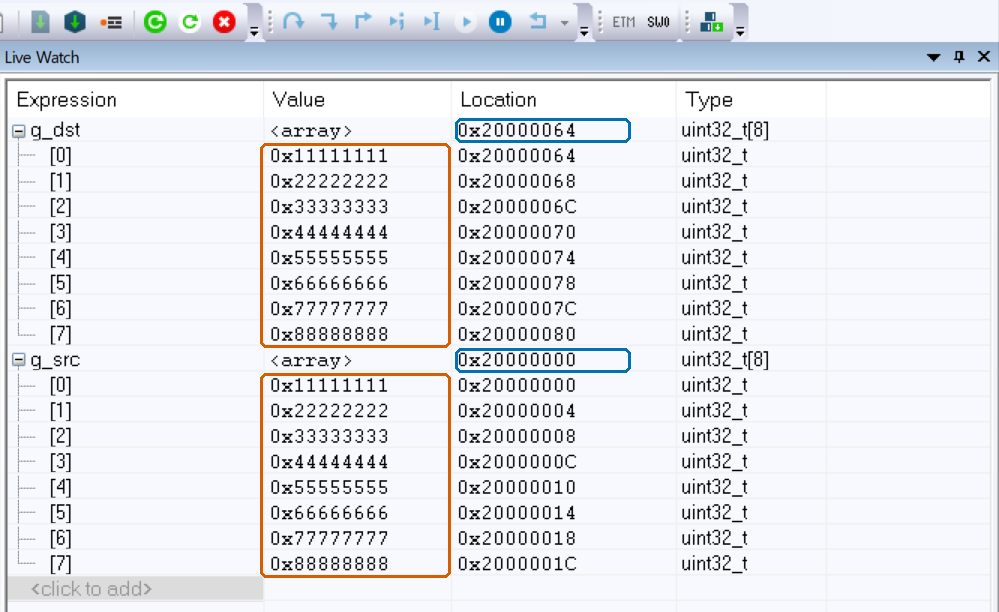 ETM SWO
Live Watch
Expression Value Location Type
g_dst <array> 0x20000064 uint32_t[8]
[0] 0x11111111 0x20000064 uint32_t
[1] 0x22222222 0x20000068 uint32_t
[2] 0x33333333 0x2000006C uint32_t
[3] 0x44444444 0x20000070 uint32_t
[4] 0x55555555 0x20000074 uint32_t
[5] 0x66666666 0x20000078 uint32_t
[6] 0x77777777 0x2000007C uint32_t
[7] 0x88888888 0x20000080 uint32_t
g_src <array> 0x20000000 uint32_t[8]
[0] 0x11111111 0x20000000 uint32_t
[1] 0x22222222 0x20000004 uint32_t
[2] 0x33333333 0x20000008 uint32_t
[3] 0x44444444 0x2000000C uint32_t
[4] 0x55555555 0x20000010 uint32_t
[5] 0x66666666 0x20000014 uint32_t
[6] 0x77777777 0x20000018 uint32_t
[7] 0x88888888 0x2000001C uint32_t
<click to add>